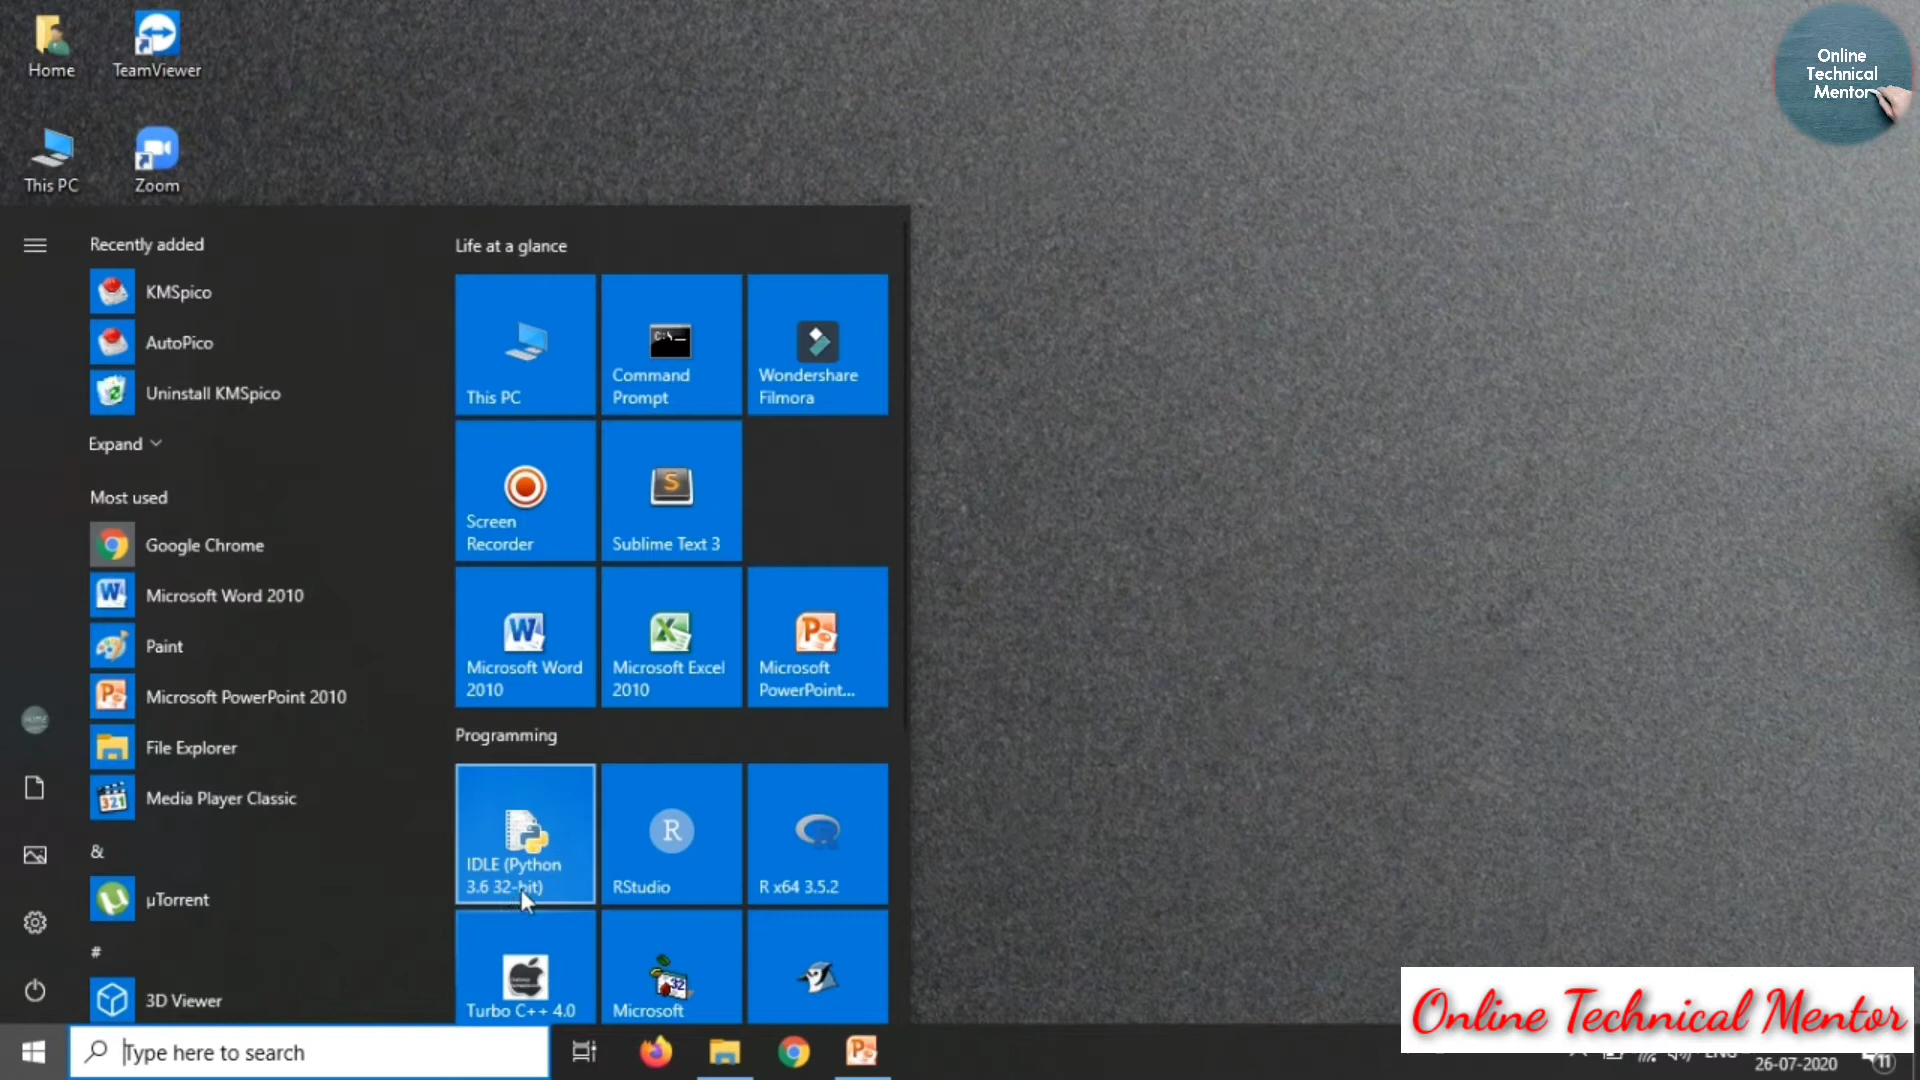 Home
TeamViewer
This PC
Zoom
Online
Technical
Mentor
Recently added
KMSpico
AutoPico
Uninstall KMSpico
Expand
Most used
Google Chrome
Microsoft Word 2010
Paint
Microsoft PowerPoint 2010
File Explorer
Media Player Classic
&
µTorrent
#
3D Viewer
Life at a glance
This PC
Command
Prompt
Wondershare
Filmora
Screen
Recorder
Sublime Text 3
Microsoft Word
2010
Microsoft Excel
2010
Microsoft
PowerPoint...
Programming
IDLE (Python
3.6 32-bit)
RStudio
R x64 3.5.2
Turbo C++ 4.0
Microsoft
Type here to search
Online Technical Mentor
26-07-2020
11